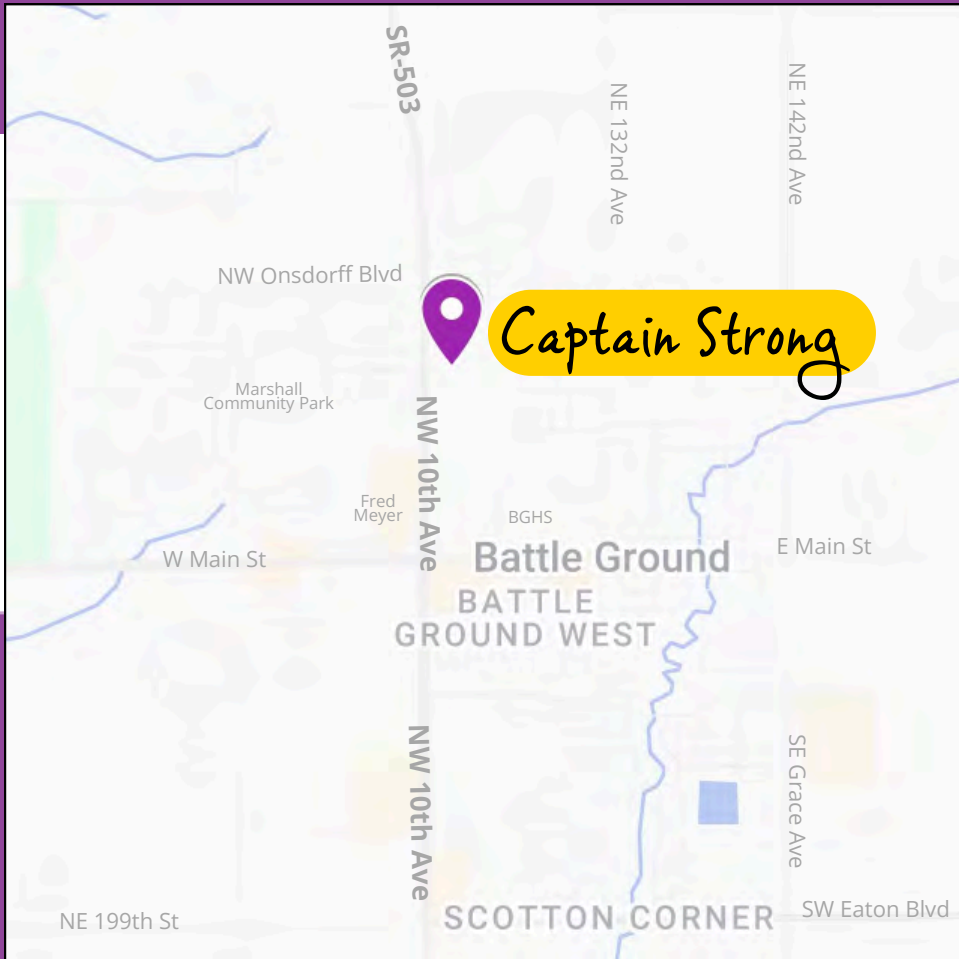 SR-503
NE 132nd Ave
NE 142nd Ave
NW Onsdorff Blvd
Captain Strong
Marshall
Community Park
NW 10th Ave
Fred
Meyer
BGHS
W Main St
Battle Ground
E Main St
BATTLE
GROUND WEST
NW 10th Ave
SE Grace Ave
NE 199th St
SCOTTON CORNER
SW Eaton Blvd